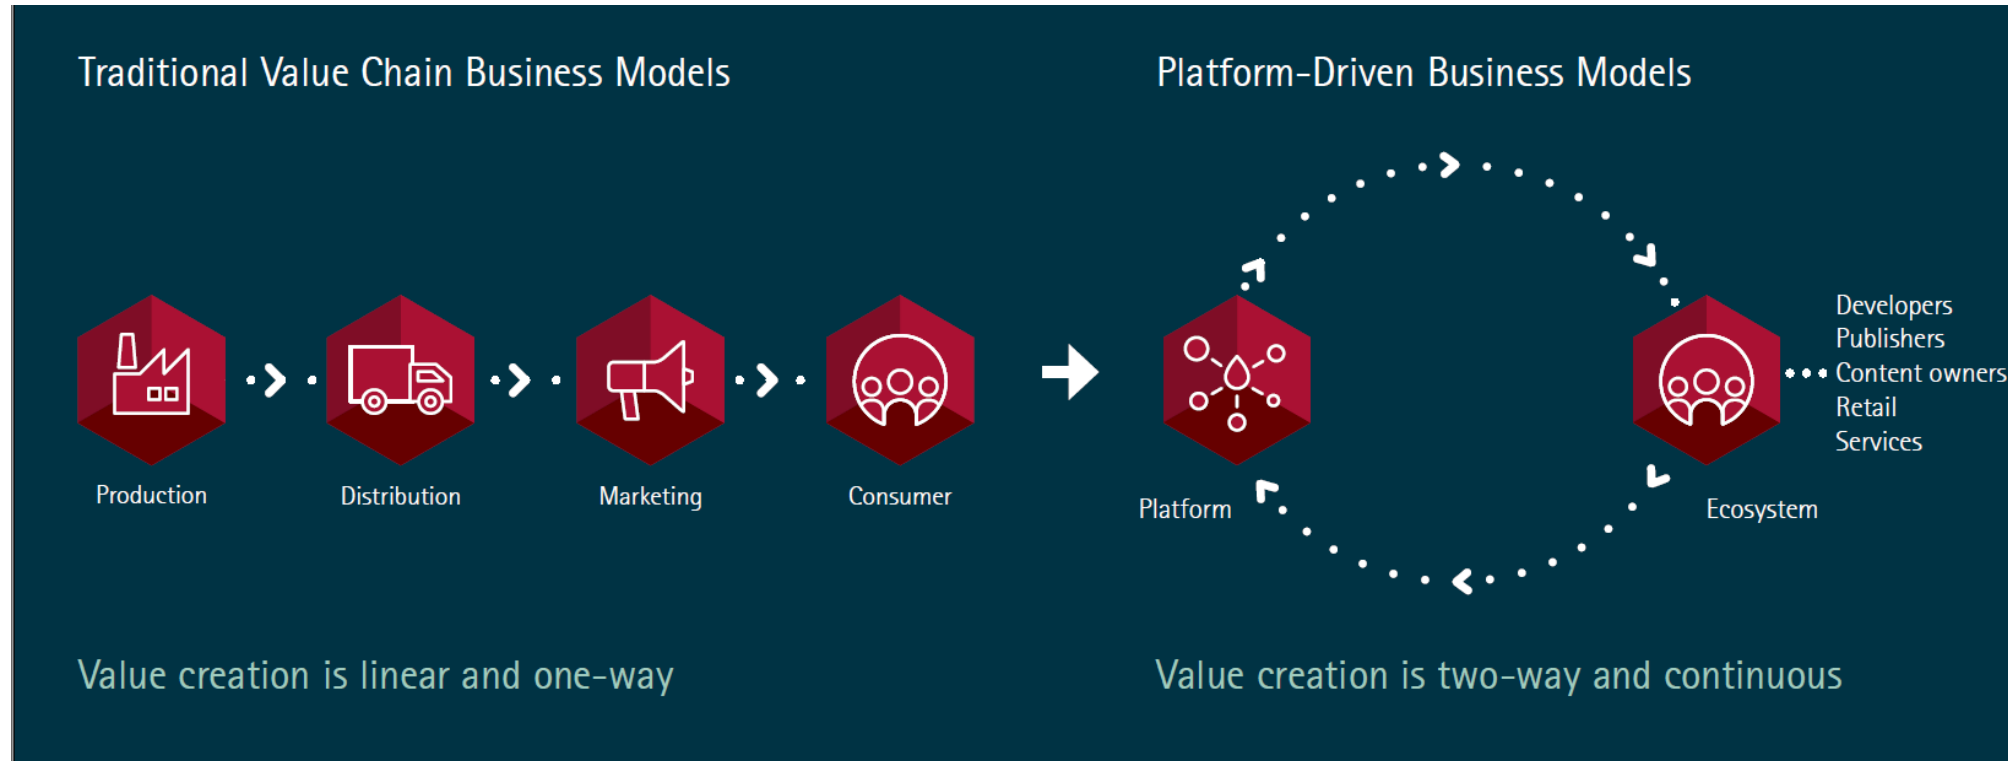 Traditional Value Chain Business Models
Production
Distribution
Marketing
Consumer
Value creation is linear and one-way
Platform-Driven Business Models
Platform
Ecosystem
Developers
Publishers
Content owners
Retail
Services
Value creation is two-way and continuous